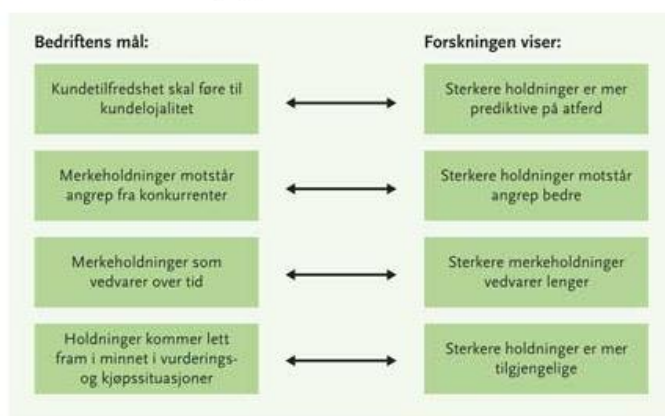 Bedriftens mål:
Forskningen viser:
Kundetilfredshet skal føre til
kundelojalitet
Sterkere holdninger er mer
prediktive på atferd
Merkeholdninger motstår
angrep fra konkurrenter
Sterkere holdninger motstår
angrep bedre
Merkeholdninger som
vedvarer over tid
Sterkere merkeholdninger
vedvarer lenger
Holdninger kommer lett
fram i minnet i vurderings-
og kjøpssituasjoner
Sterkere holdninger er mer
tilgjengelige